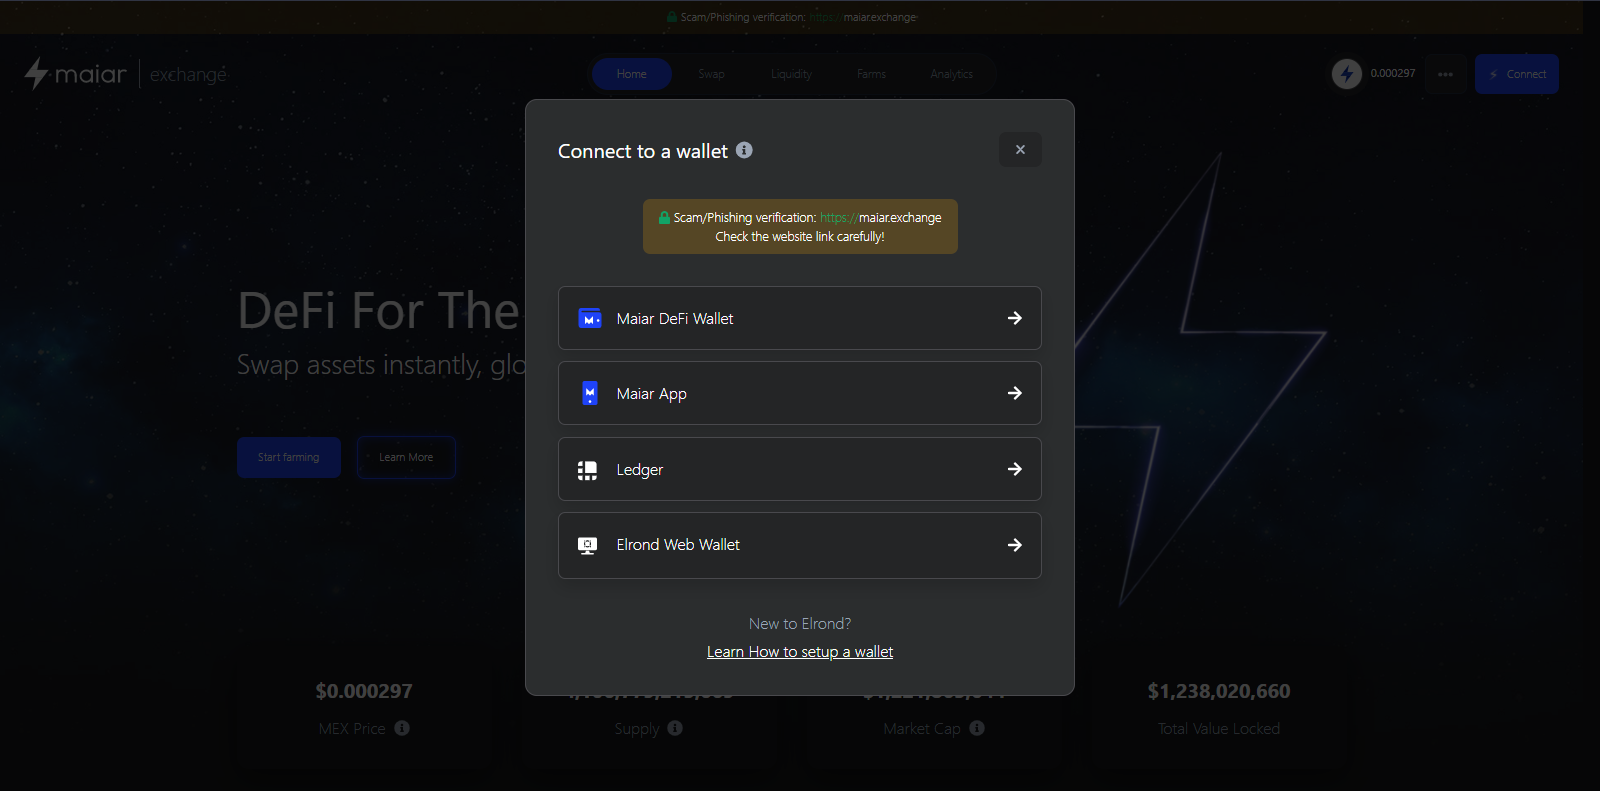 Scam/Phishing verification: https://maiar.exchange
maiar exchange
Home Swap Liquidity Farms Analytics
0.000297
Connect
Connect to a wallet
Scam/Phishing verification: https://maiar.exchange
Check the website link carefully!
DeFi For The
Swap assets instantly,
Start farming
Learn More
Maiar DeFi Wallet
Maiar App
Ledger
Elrond Web Wallet
New to Elrond?
Learn How to setup a wallet
$0.000297
MEX Price
Supply
Market Cap
$1,238,020,660
Total Value Locked